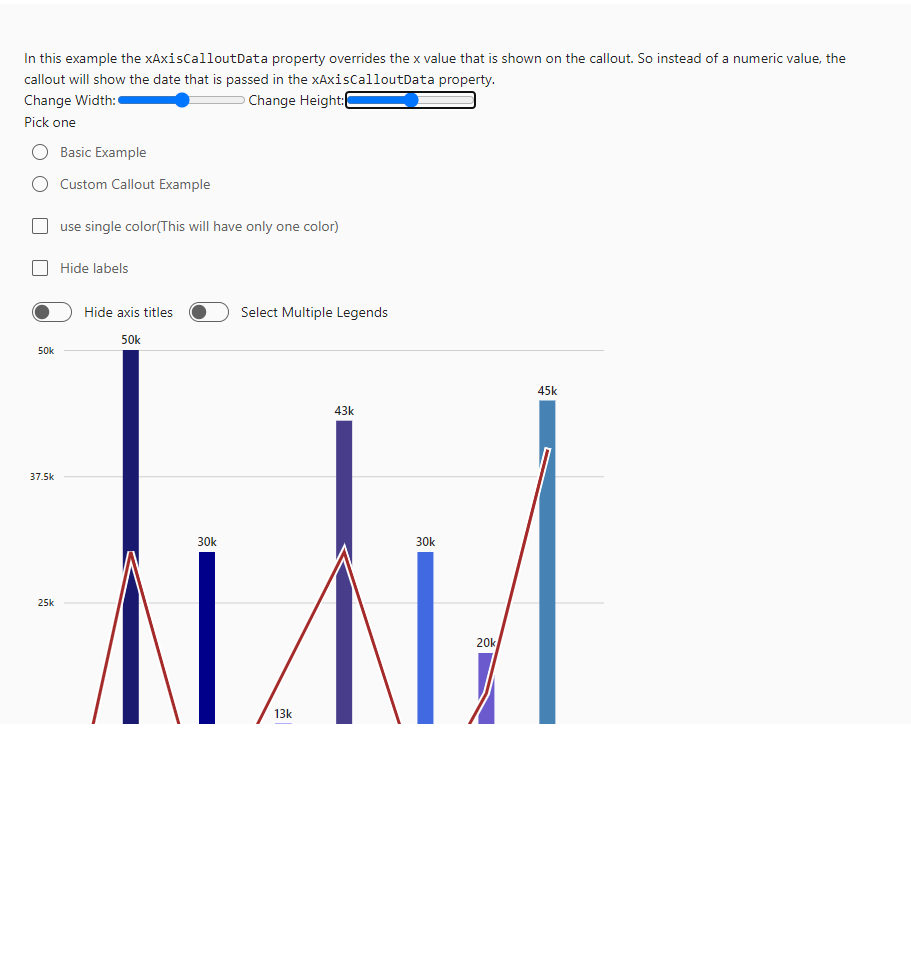 In this example the xAxisCalloutData property overrides the x value that is shown on the callout. So instead of a numeric value, the
callout will show the date that is passed in the xAxisCalloutData property.
Change Width: Change Height:
Pick one
Basic Example
Custom Callout Example
use single color(This will have only one color)
Hide labels
Hide axis titles Select Multiple Legends
50k
50k
45k
43k
37.5k
30k 30k
25k
20k
13k